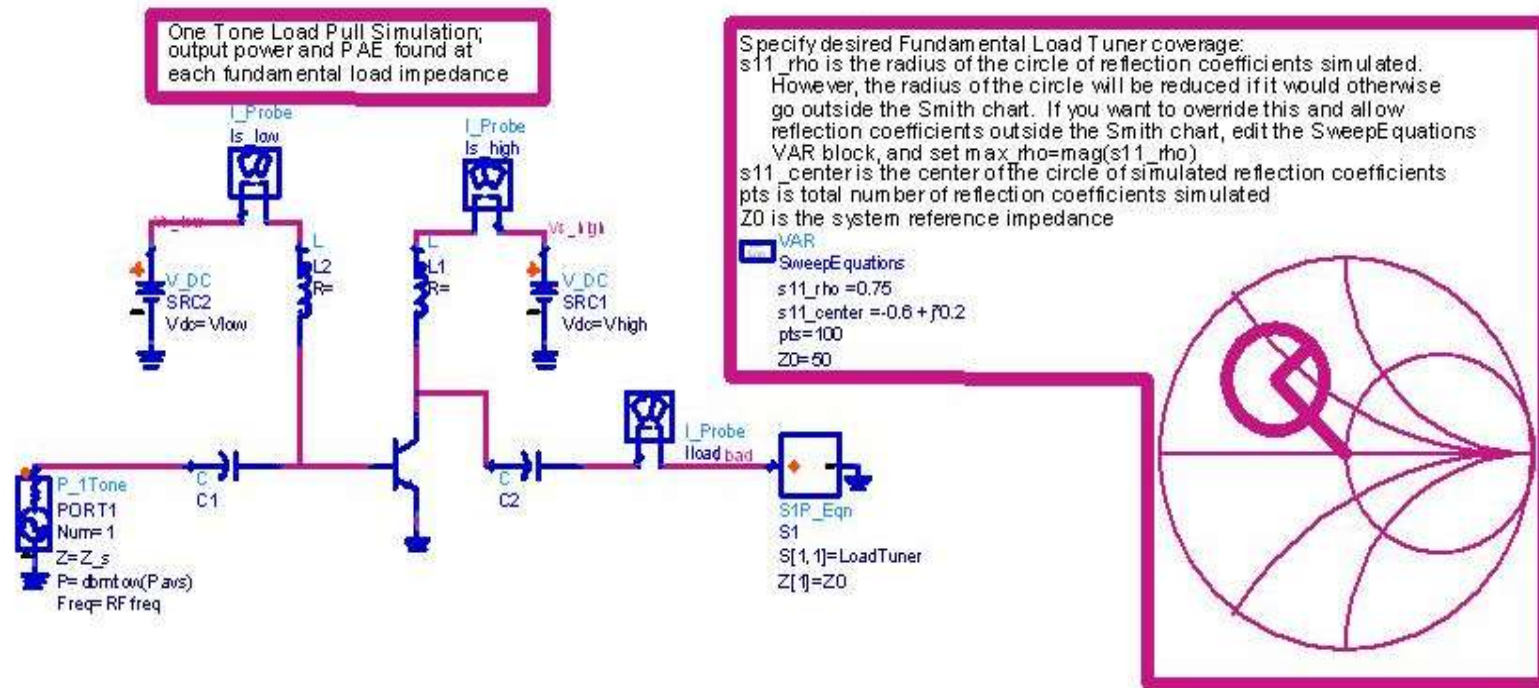 One Tone Load Pull Simulation;
output power and PAE found at
each fundamental load impedance
Specify desired Fundamental Load Tuner coverage:
s11_rho is the radius of the circle of reflection coefficients simulated.
However, the radius of the circle will be reduced if it would otherwise
go outside the Smith chart. If you want to override this and allow
reflection coefficients outside the Smith chart, edit the SweepEquations
VAR block, and set max_rho=mag(s11_rho)
s11_center is the center of the circle of simulated reflection coefficients
pts is total number of reflection coefficients simulated
Z0 is the system reference impedance
VAR
SweepEquations
s11_rho =0.75
s11_center =-0.6 + j*0.2
pts=100
Z0=50
I_Probe
Is_low
I_Probe
Is_high
Vs_low
Vs_high
V_DC
SRC2
Vdc=Vlow
L
L2
R=
L
L1
R=
V_DC
SRC1
Vdc=Vhigh
P_1Tone
PORT1
Num=1
Z=Z_s
P=dbmtow(Pavs)
Freq=RFfreq
C
C1
C
C2
I_Probe
Iload
S1P_Eqn
S1
S[1,1]=LoadTuner
Z[1]=Z0